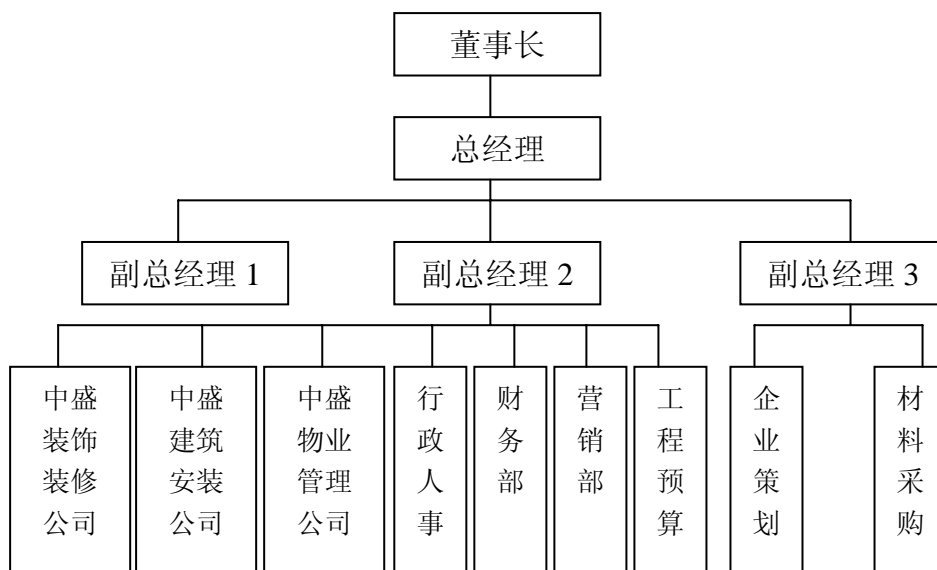 董事长
总经理
副总经理 1
副总经理 2
副总经理 3
中盛
装饰
装修
公司
中盛
建筑
安装
公司
中盛
物业
管理
公司
行
政
人
事
财
务
部
营
销
部
工
程
预
算
企
业
策
划
材
料
采
购